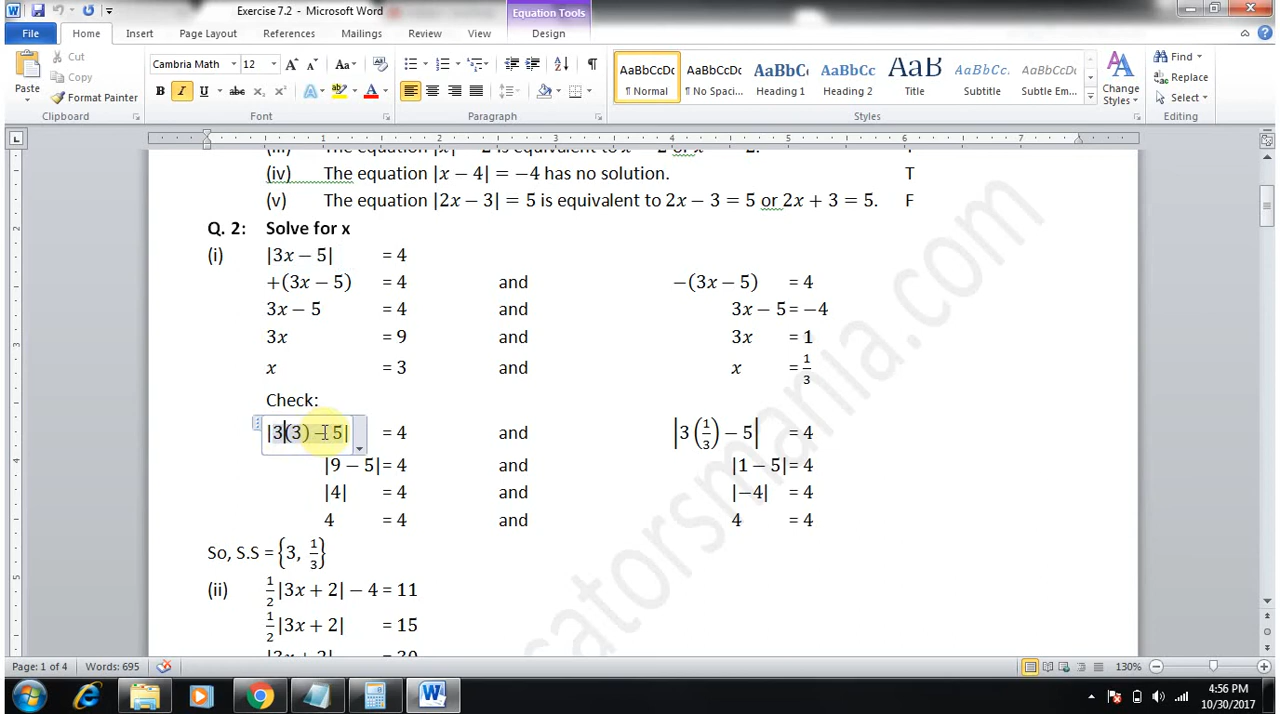 Exercise 7.2 - Microsoft Word
Equation Tools
File Home Insert Page Layout References Mailings Review View Design
Paste
Cut
Copy
Format Painter
Clipboard
Cambria Math 12
Font
Paragraph
AaBbCcDc AaBbCcDc AaBbC AaBbCc AaB AaBbCcL AaBbCcDc
¶ Normal ¶ No Spaci... Heading 1 Heading 2 Title Subtitle Subtle Em...
Change Styles
Styles
Find
Replace
Select
Editing
(iv) The equation |x − 4| = −4 has no solution. T
(v) The equation |2x − 3| = 5 is equivalent to 2x − 3 = 5 or 2x + 3 = 5. F
Q. 2: Solve for x
(i) |3x − 5| = 4
+(3x − 5) = 4 and −(3x − 5) = 4
3x − 5 = 4 and 3x − 5 = −4
3x = 9 and 3x = 1
x = 3 and x = 1/3
Check:
|3(3) − 5| = 4 and |3(1/3) − 5| = 4
|9 − 5| = 4 and |1 − 5| = 4
|4| = 4 and |−4| = 4
4 = 4 and 4 = 4
So, S.S = {3, 1/3}
(ii) 1/2|3x + 2| − 4 = 11
1/2|3x + 2| = 15
satorsmania.com
Page: 1 of 4 Words: 695 130%
4:56 PM
10/30/2017